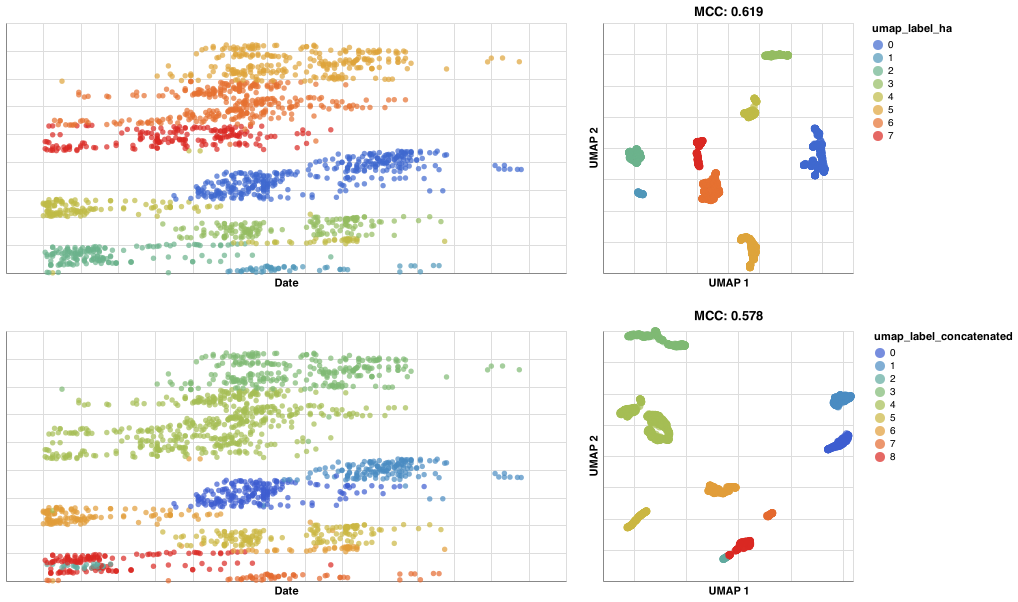 MCC: 0.619
umap_label_ha
0
1
2
3
4
5
6
7
UMAP 2
Date
UMAP 1
MCC: 0.578
umap_label_concatenated
0
1
2
3
4
5
6
7
8
UMAP 2
Date
UMAP 1